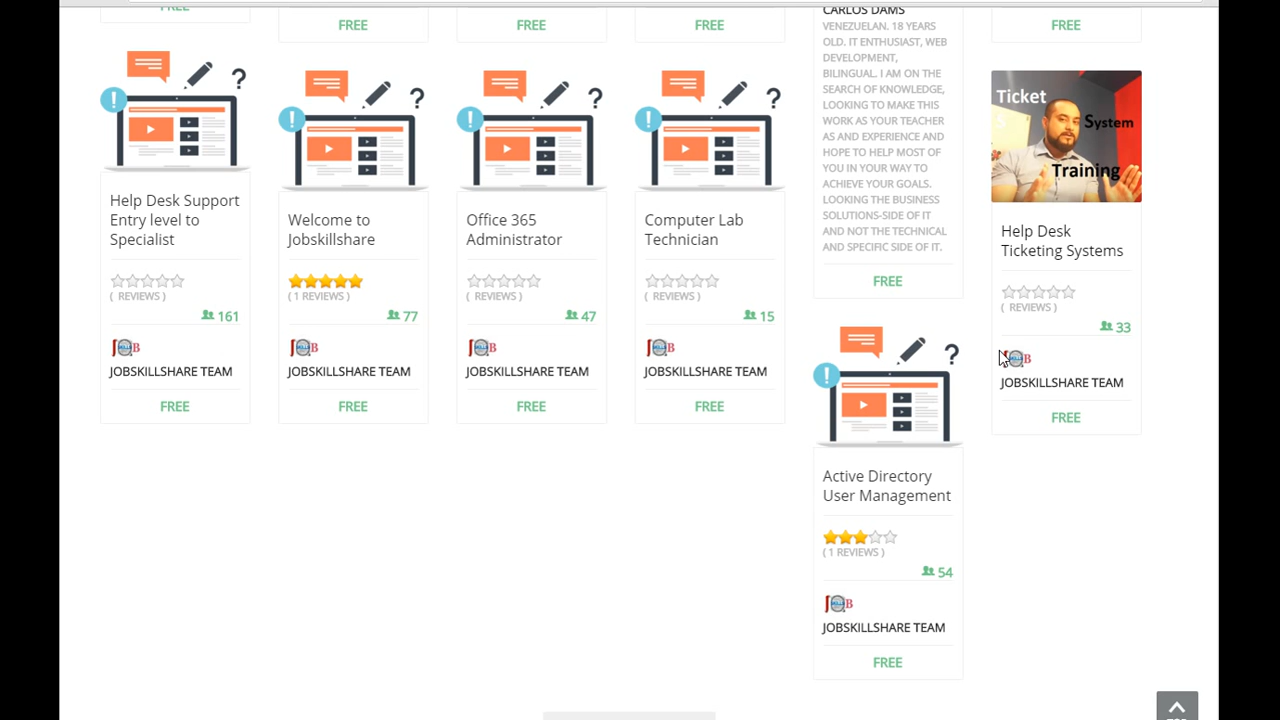 FREE
FREE
FREE
FREE
CARLOS DAMS
VENEZUELAN. 18 YEARS
OLD. IT ENTHUSIAST, WEB
DEVELOPMENT,
BILINGUAL. I AM ON THE
SEARCH OF KNOWLEDGE,
LOOKING TO MAKE THIS
WORK AS YOUR TEACHER
AS AND EXPERIENCE AND
HOPE TO HELP MOST OF
YOU IN YOUR WAY TO
ACHIEVE YOUR GOALS.
LOOKING THE BUSINESS
SOLUTIONS-SIDE OF IT
AND NOT THE TECHNICAL
AND SPECIFIC SIDE OF IT.
FREE
FREE
Help Desk Support
Entry level to
Specialist
( REVIEWS )
161
JOBSKILLSHARE TEAM
FREE
Welcome to
Jobskillshare
( 1 REVIEWS )
77
JOBSKILLSHARE TEAM
FREE
Office 365
Administrator
( REVIEWS )
47
JOBSKILLSHARE TEAM
FREE
Computer Lab
Technician
( REVIEWS )
15
JOBSKILLSHARE TEAM
FREE
Active Directory
User Management
( 1 REVIEWS )
54
JOBSKILLSHARE TEAM
FREE
Ticket
System
Training
Help Desk
Ticketing Systems
( REVIEWS )
33
JOBSKILLSHARE TEAM
FREE